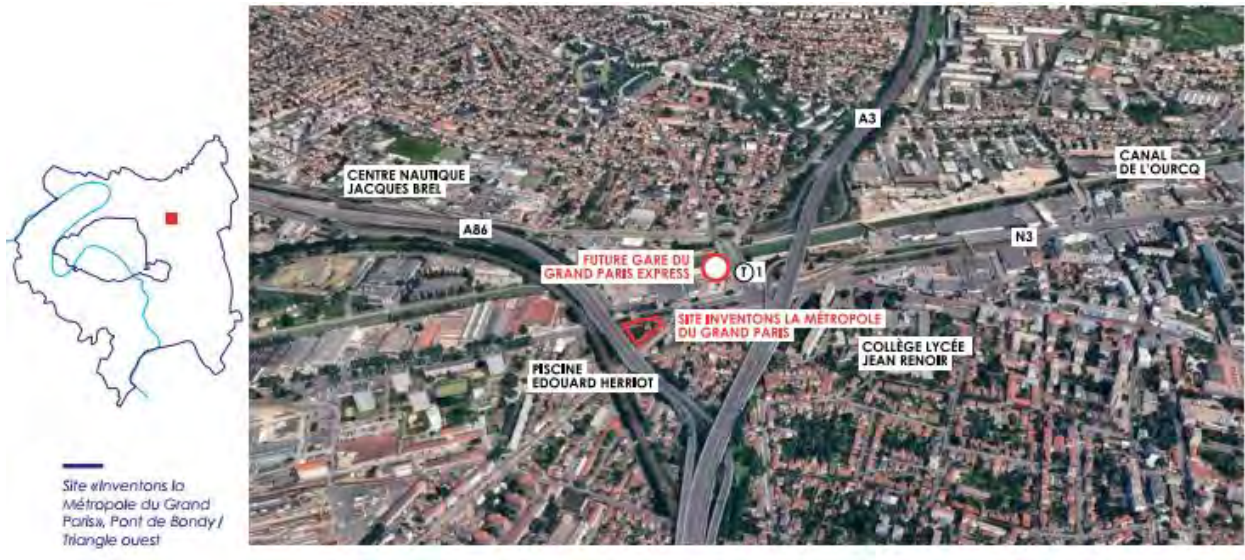 A3
CENTRE NAUTIQUE
JACQUES BREL
CANAL
DE L'OURCQ
A86
N3
FUTURE GARE DU
GRAND PARIS EXPRESS
T 1
SITE INVENTONS LA MÉTROPOLE
DU GRAND PARIS
COLLÈGE LYCÉE
JEAN RENOIR
PISCINE
EDOUARD HERRIOT
Site «Inventons la
Métropole du Grand
Paris», Pont de Bondy /
Triangle ouest